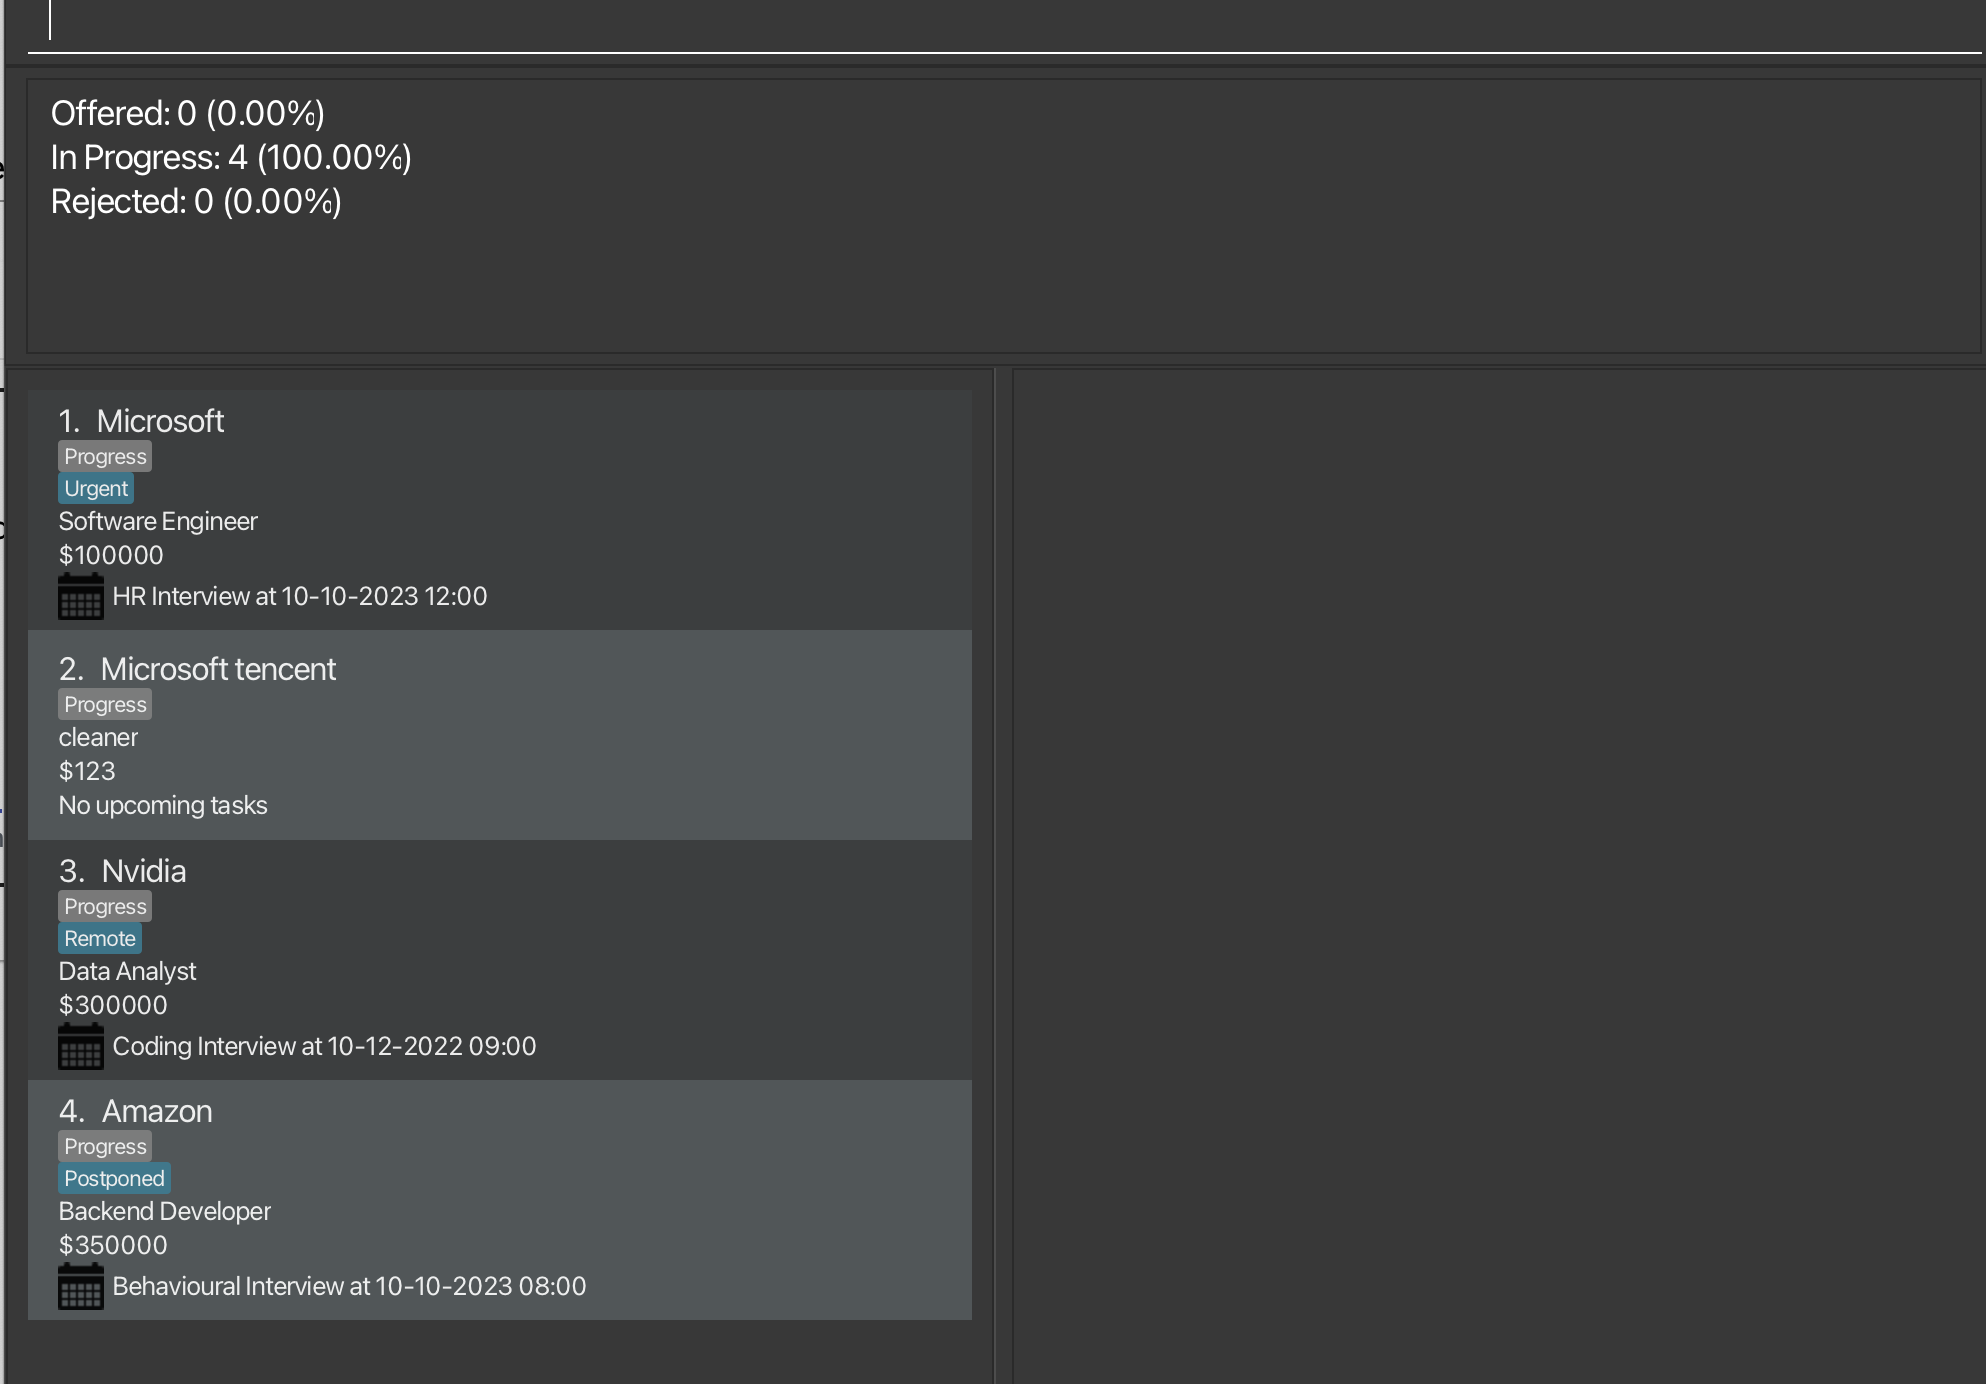 Offered: 0 (0.00%)
In Progress: 4 (100.00%)
Rejected: 0 (0.00%)
1. Microsoft
Progress
Urgent
Software Engineer
$100000
HR Interview at 10-10-2023 12:00
2. Microsoft tencent
Progress
cleaner
$123
No upcoming tasks
3. Nvidia
Progress
Remote
Data Analyst
$300000
Coding Interview at 10-12-2022 09:00
4. Amazon
Progress
Postponed
Backend Developer
$350000
Behavioural Interview at 10-10-2023 08:00